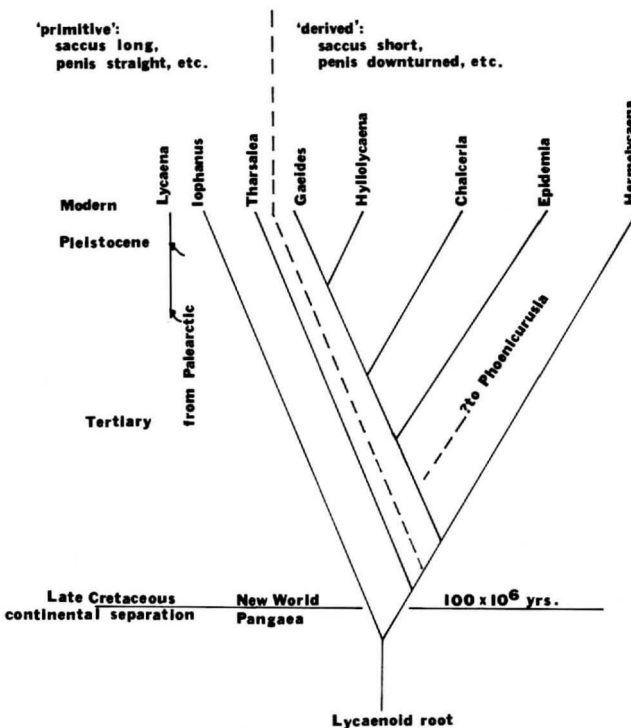 'primitive':
saccus long,
penis straight, etc.
'derived':
saccus short,
penis downturned, etc.
Lycaena
Iophanus
Tharsalea
Gaeides
Hyllolycaena
Chalceria
Epidemia
Hermelycaena
Modern
Pleistocene
from Palearctic
?to Phoenicurusia
Tertiary
Late Cretaceous
continental separation
New World
Pangaea
100 x 10⁶ yrs.
Lycaenoid root